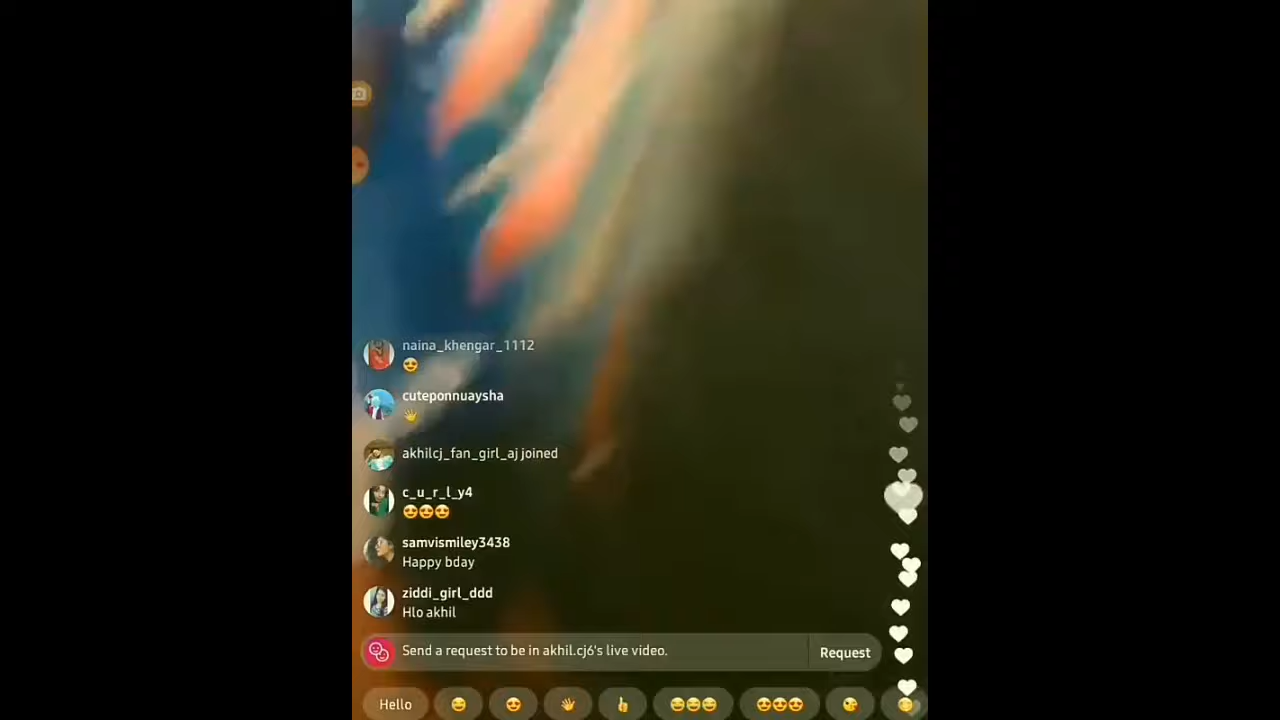 naina_khengar_1112
😍
cuteponnuaysha
👋
akhilcj_fan_girl_aj joined
c_u_r_l_y4
😍😍😍
samvismiley3438
Happy bday
ziddi_girl_ddd
Hlo akhil
Send a request to be in akhil.cj6's live video.
Request
Hello 😂 😍 👋 👍 😂😂😂 😍😍😍 😘